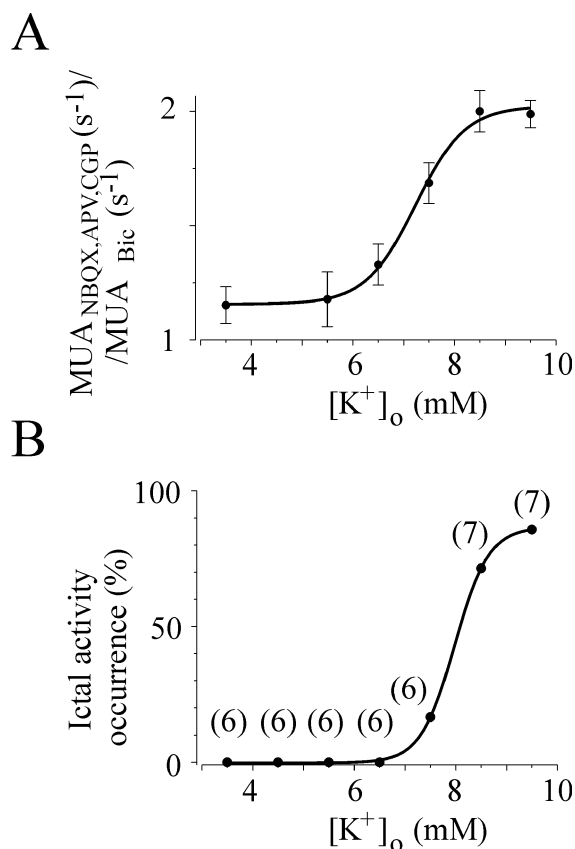 A
MUA NBQX,APV,CGP (s-1)/
/MUA Bic (s-1)
2
1
4 6 8 10
[K+]o (mM)
B
Ictal activity
occurrence (%)
100
50
0
(7)
(7)
(6)
(6) (6) (6) (6)
4 6 8 10
[K+]o (mM)